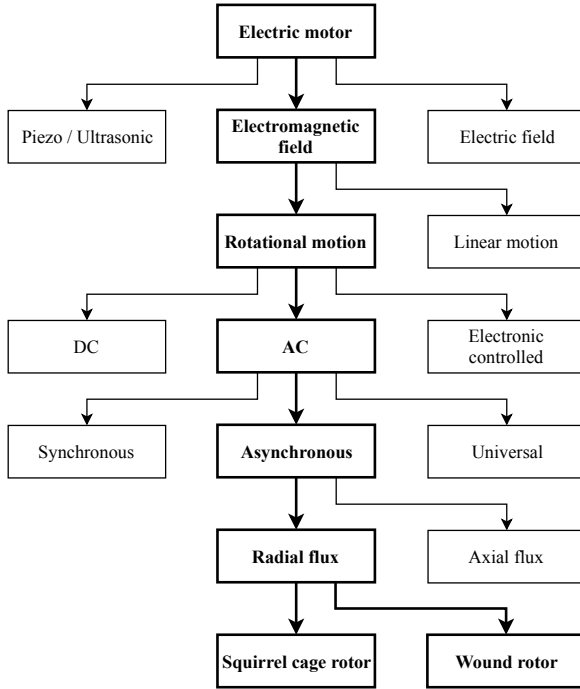 Electric motor
Piezo / Ultrasonic
Electromagnetic
field
Electric field
Rotational motion
Linear motion
DC
AC
Electronic
controlled
Synchronous
Asynchronous
Universal
Radial flux
Axial flux
Squirrel cage rotor
Wound rotor